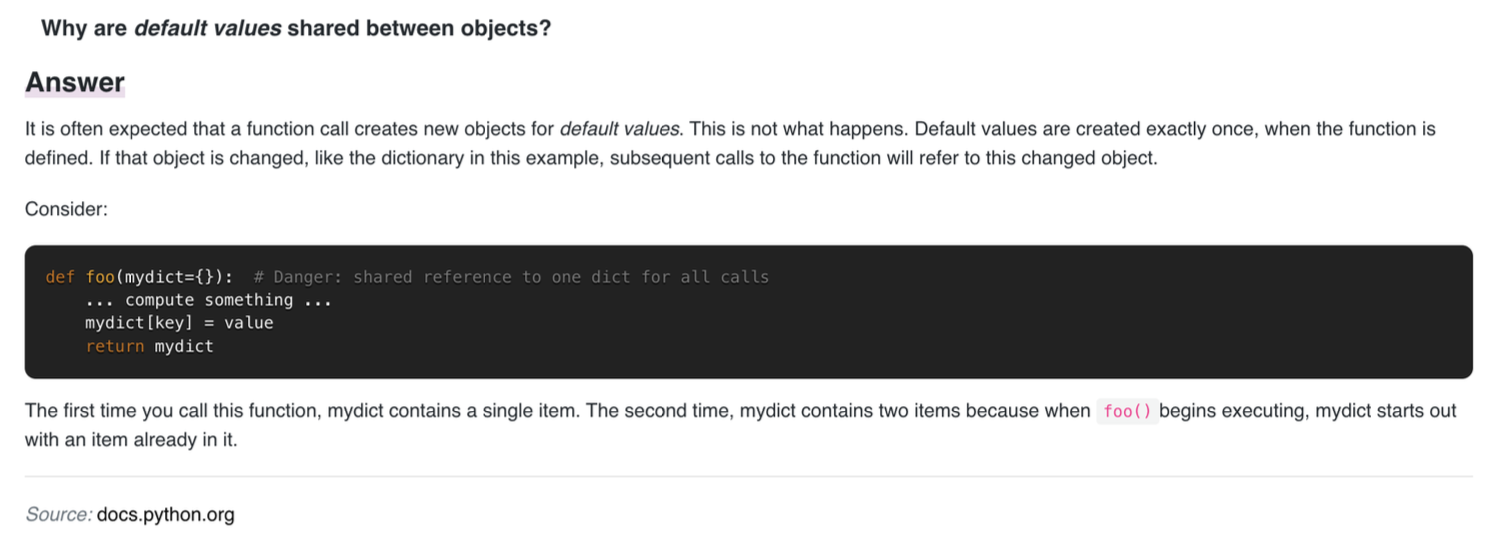 Why are default values shared between objects?
Answer
It is often expected that a function call creates new objects for default values. This is not what happens. Default values are created exactly once, when the function is
defined. If that object is changed, like the dictionary in this example, subsequent calls to the function will refer to this changed object.
Consider:
def foo(mydict={}):  # Danger: shared reference to one dict for all calls
    ... compute something ...
    mydict[key] = value
    return mydict
The first time you call this function, mydict contains a single item. The second time, mydict contains two items because when foo() begins executing, mydict starts out
with an item already in it.
Source: docs.python.org